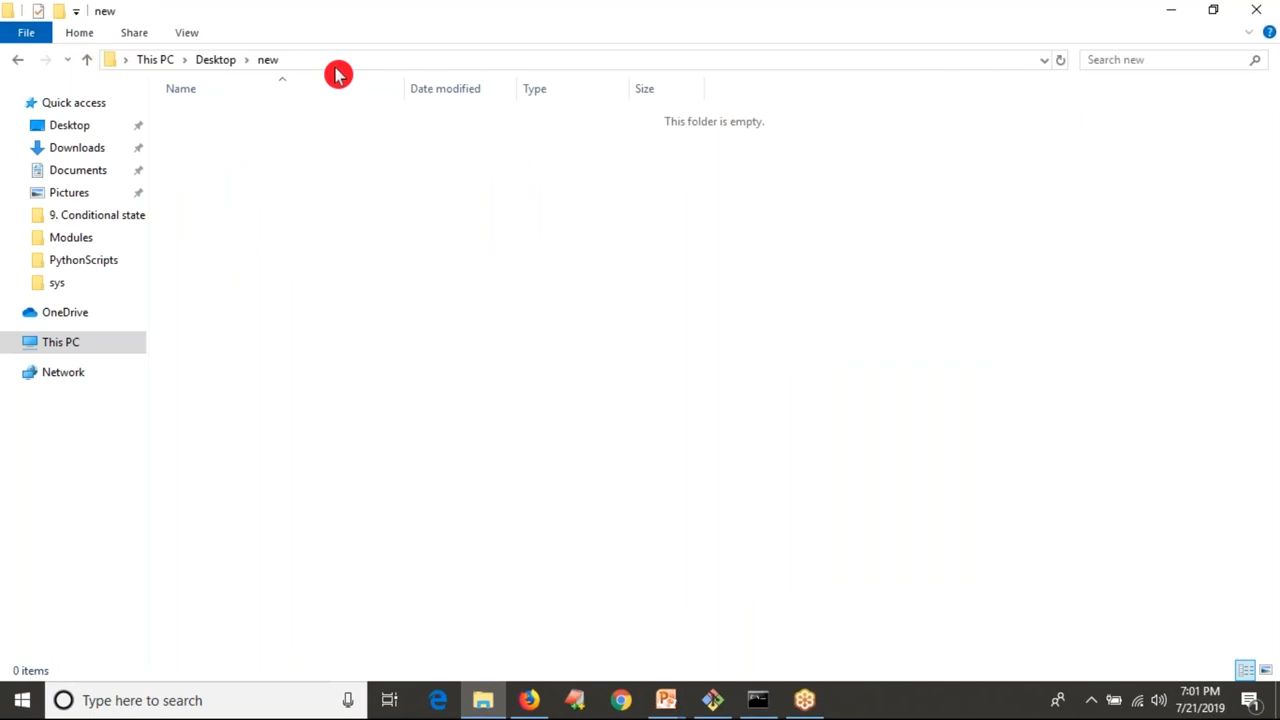 new
File Home Share View
This PC Desktop new Search new
Name Date modified Type Size
This folder is empty.
Quick access
Desktop
Downloads
Documents
Pictures
9. Conditional state
Modules
PythonScripts
sys
OneDrive
This PC
Network
0 items
Type here to search
7:01 PM
7/21/2019
1